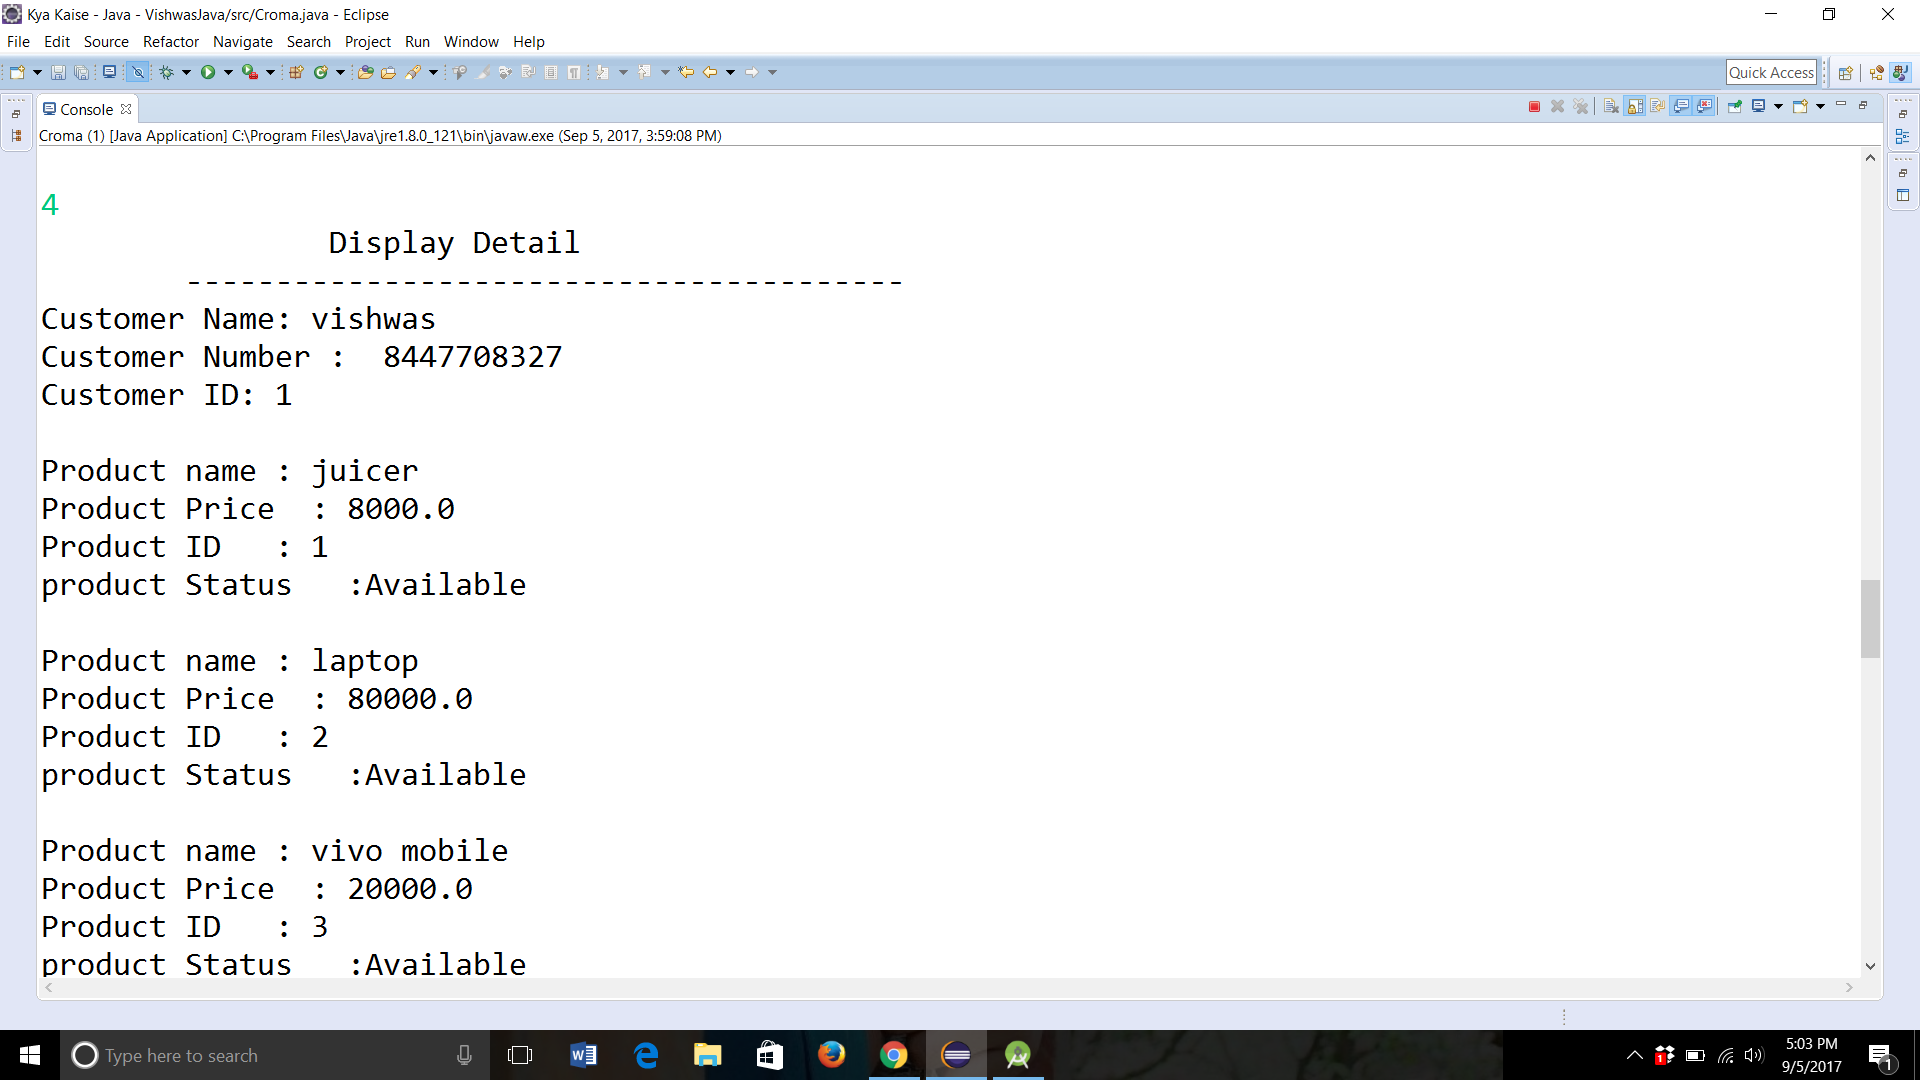 Kya Kaise - Java - VishwasJava/src/Croma.java - Eclipse
File Edit Source Refactor Navigate Search Project Run Window Help
Quick Access
Console
Croma (1) [Java Application] C:\Program Files\Java\jre1.8.0_121\bin\javaw.exe (Sep 5, 2017, 3:59:08 PM)
4
Display Detail
----------------------------------------
Customer Name: vishwas
Customer Number :  8447708327
Customer ID: 1
Product name : juicer
Product Price  : 8000.0
Product ID   : 1
product Status   :Available
Product name : laptop
Product Price  : 80000.0
Product ID   : 2
product Status   :Available
Product name : vivo mobile
Product Price  : 20000.0
Product ID   : 3
product Status   :Available
Type here to search
5:03 PM
9/5/2017
1
1